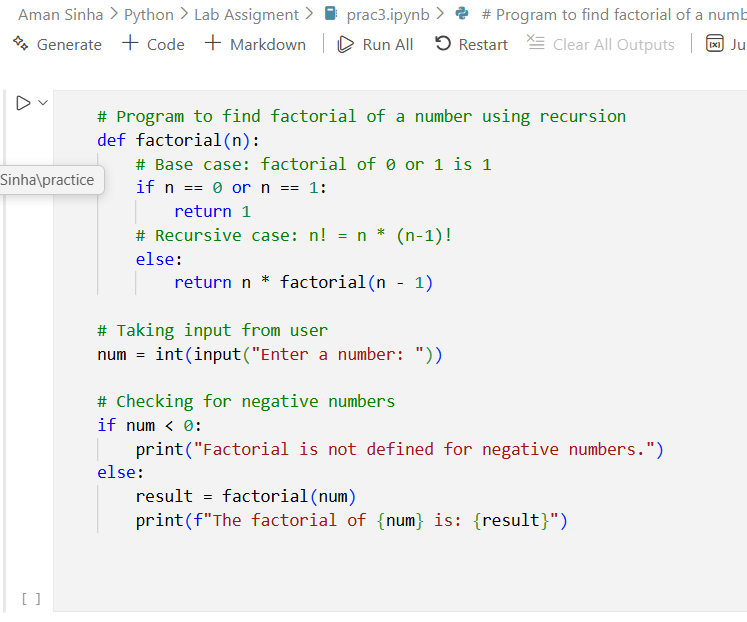 Aman Sinha > Python > Lab Assigment > prac3.ipynb > # Program to find factorial of a numb
Generate + Code + Markdown | Run All Restart Clear All Outputs | Ju
# Program to find factorial of a number using recursion
def factorial(n):
    # Base case: factorial of 0 or 1 is 1
Sinha\practice
    if n == 0 or n == 1:
        return 1
    # Recursive case: n! = n * (n-1)!
    else:
        return n * factorial(n - 1)
# Taking input from user
num = int(input("Enter a number: "))
# Checking for negative numbers
if num < 0:
    print("Factorial is not defined for negative numbers.")
else:
    result = factorial(num)
    print(f"The factorial of {num} is: {result}")
[ ]